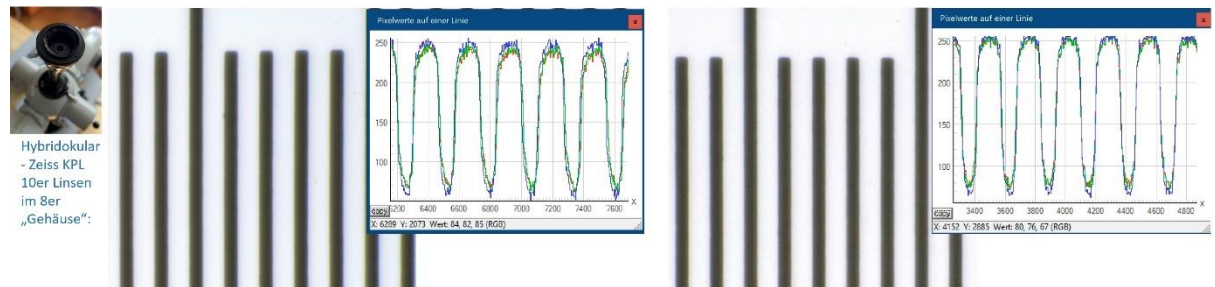 Hybridokular
- Zeiss KPL
10er Linsen
im 8er
„Gehäuse“:
Pixelwerte auf einer Linie
x
250
200
150
100
copy
6200 6400 6600 6800 7000 7200 7400 7600 X
X: 6289 Y: 2073 Wert: 84, 82, 85 (RGB)
Pixelwerte auf einer Linie
x
250
200
150
100
copy
3400 3600 3800 4000 4200 4400 4600 4800 X
X: 4152 Y: 2885 Wert: 80, 76, 67 (RGB)